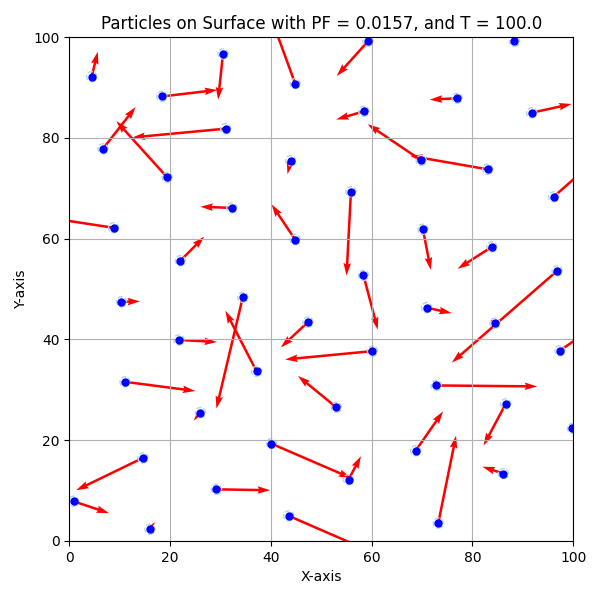 Particles on Surface with PF = 0.0157, and T = 100.0
100
80
60
40
20
0
Y-axis
0 20 40 60 80 100
X-axis